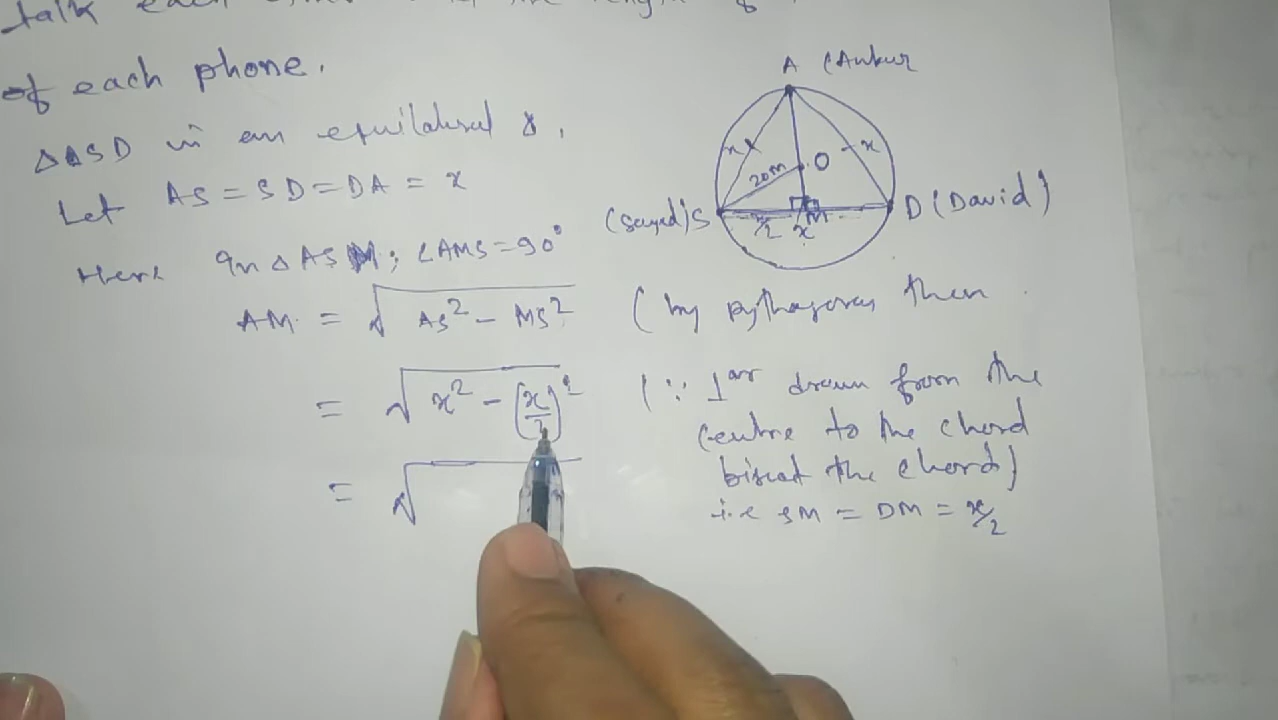 talk each
of each phone.
ΔASD is an equilateral Δ.
Let AS = SD = DA = x
Here In ΔASM; ∠AMS = 90°
AM = √(AS² - MS²) (by pythagoras
= √(x² - (x/2)²) (∵ ⊥ar drawn from the
centre to the chord
bisect the chord)
= √
i.e SM = DM = x/2
A (Ankur
x
x
20m
O
(Sayed) S
D (David)
M
x/2
x